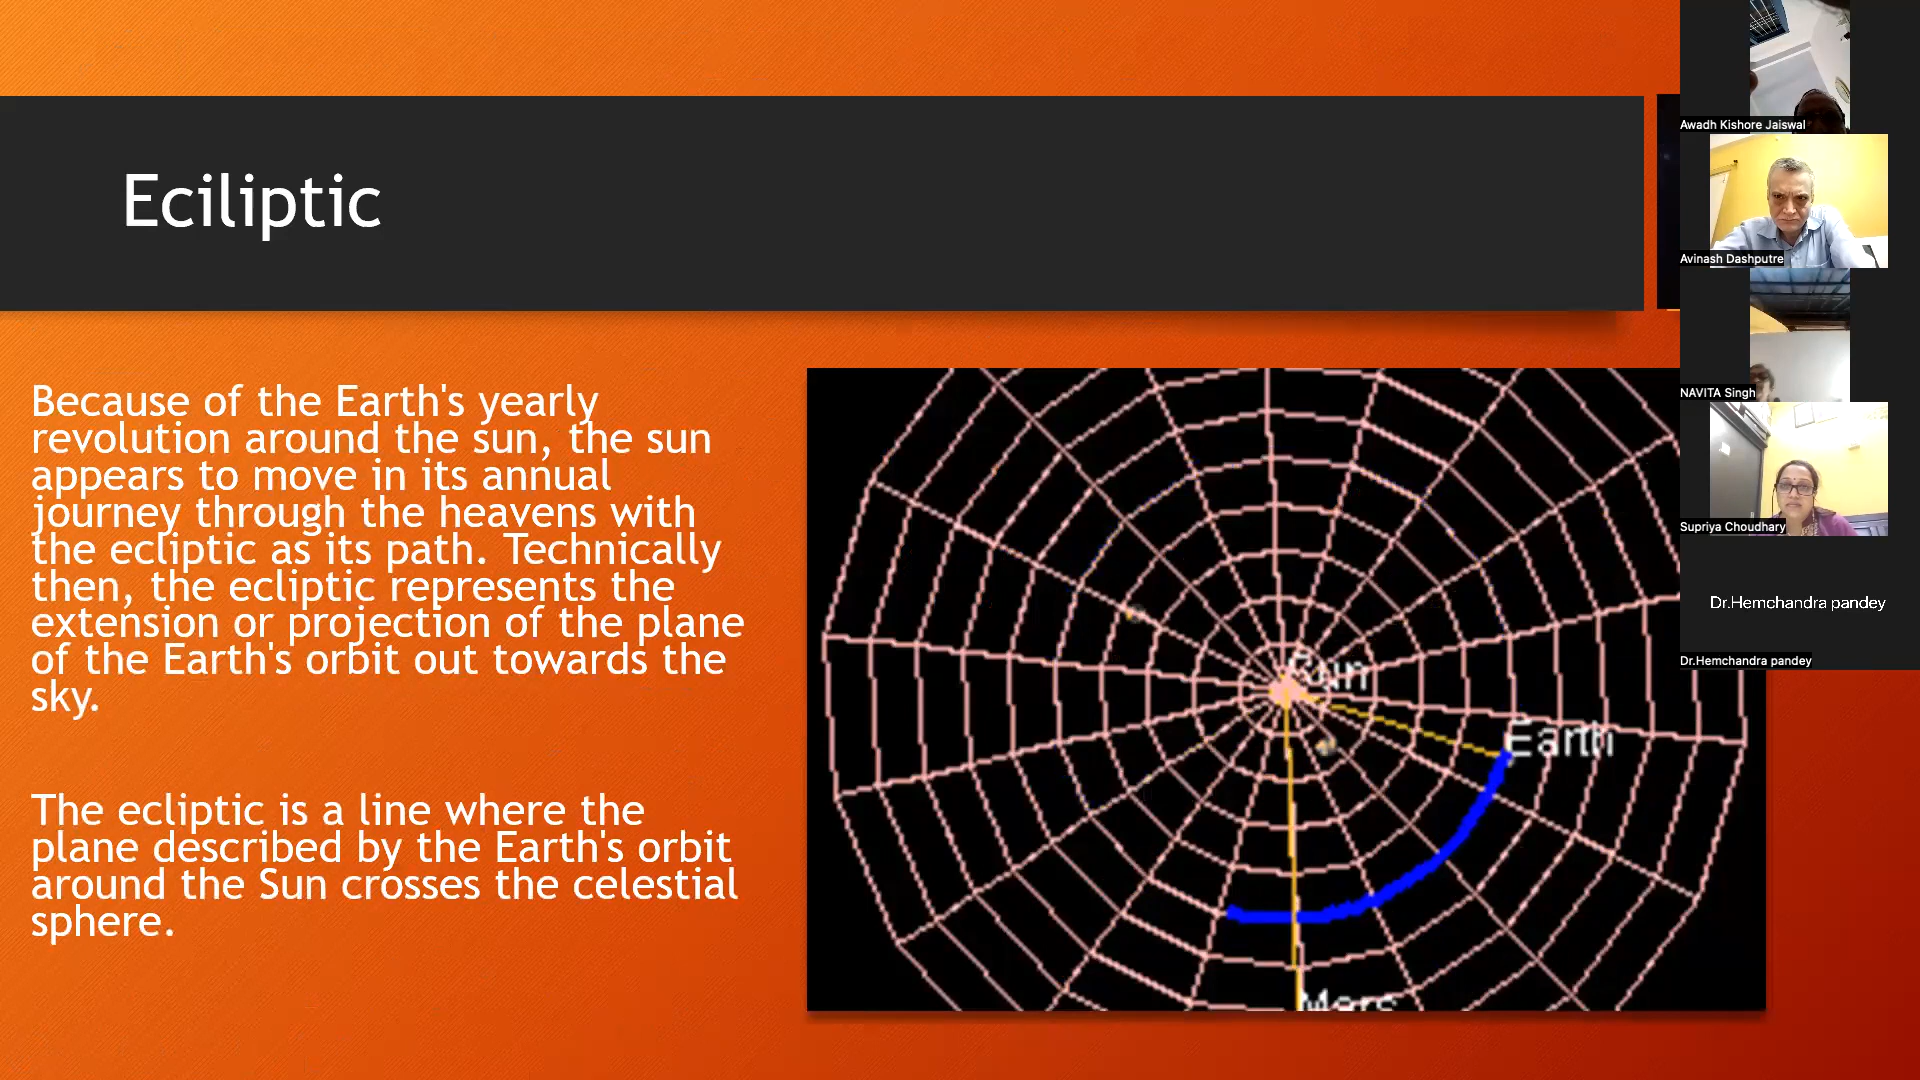 Eciliptic
Because of the Earth's yearly
revolution around the sun, the sun
appears to move in its annual
journey through the heavens with
the ecliptic as its path. Technically
then, the ecliptic represents the
extension or projection of the plane
of the Earth's orbit out towards the
sky.
The ecliptic is a line where the
plane described by the Earth's orbit
around the Sun crosses the celestial
sphere.
Sun
Earth
Mars
Awadh Kishore Jaiswal
Avinash Dashputre
NAVITA Singh
Supriya Choudhary
Dr.Hemchandra pandey
Dr.Hemchandra pandey